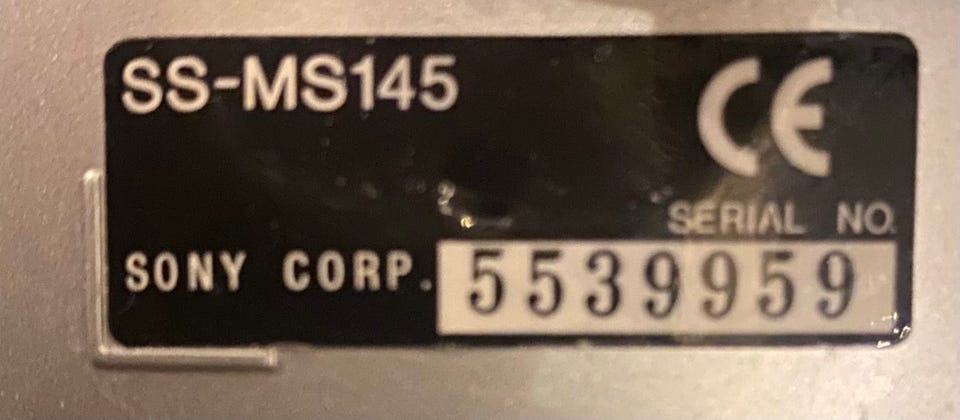 SS-MS145
CE
SERIAL NO.
SONY CORP. 5539959